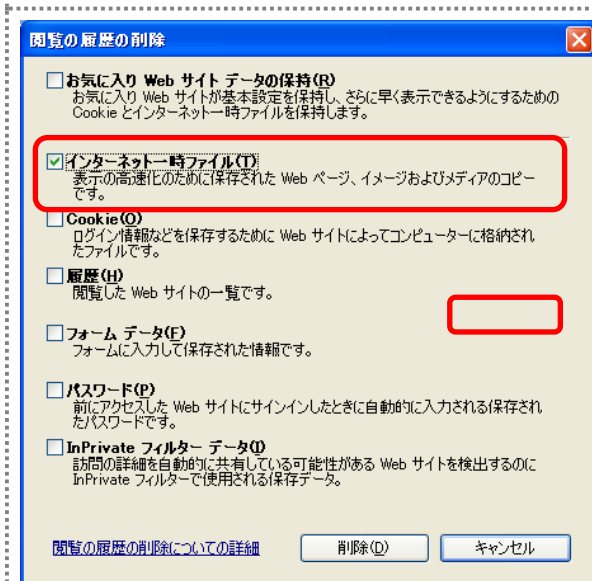 閲覧の履歴の削除
お気に入り Web サイト データの保持(R)
お気に入り Web サイトが基本設定を保持し、さらに早く表示できるようにするための
Cookie とインターネット一時ファイルを保持します。
インターネット一時ファイル(T)
表示の高速化のために保存された Web ページ、イメージおよびメディアのコピー
です。
Cookie(O)
ログイン情報などを保存するために Web サイトによってコンピューターに格納され
たファイルです。
履歴(H)
閲覧した Web サイトの一覧です。
フォーム データ(F)
フォームに入力して保存された情報です。
パスワード(P)
前にアクセスした Web サイトにサインインしたときに自動的に入力される保存され
たパスワードです。
InPrivate フィルター データ(I)
訪問の詳細を自動的に共有している可能性がある Web サイトを検出するのに
InPrivate フィルターで使用される保存データ。
閲覧の履歴の削除についての詳細
削除(D)
キャンセル